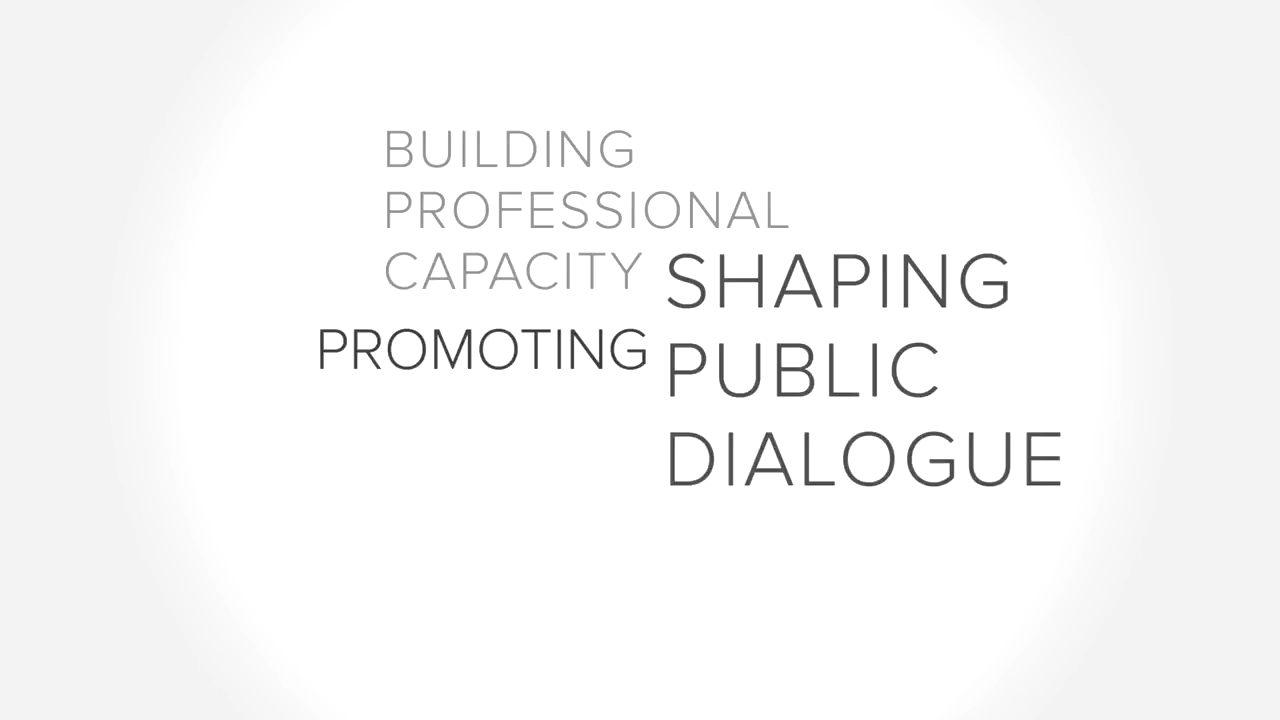 BUILDING
PROFESSIONAL
CAPACITY
SHAPING
PUBLIC
DIALOGUE
PROMOTING